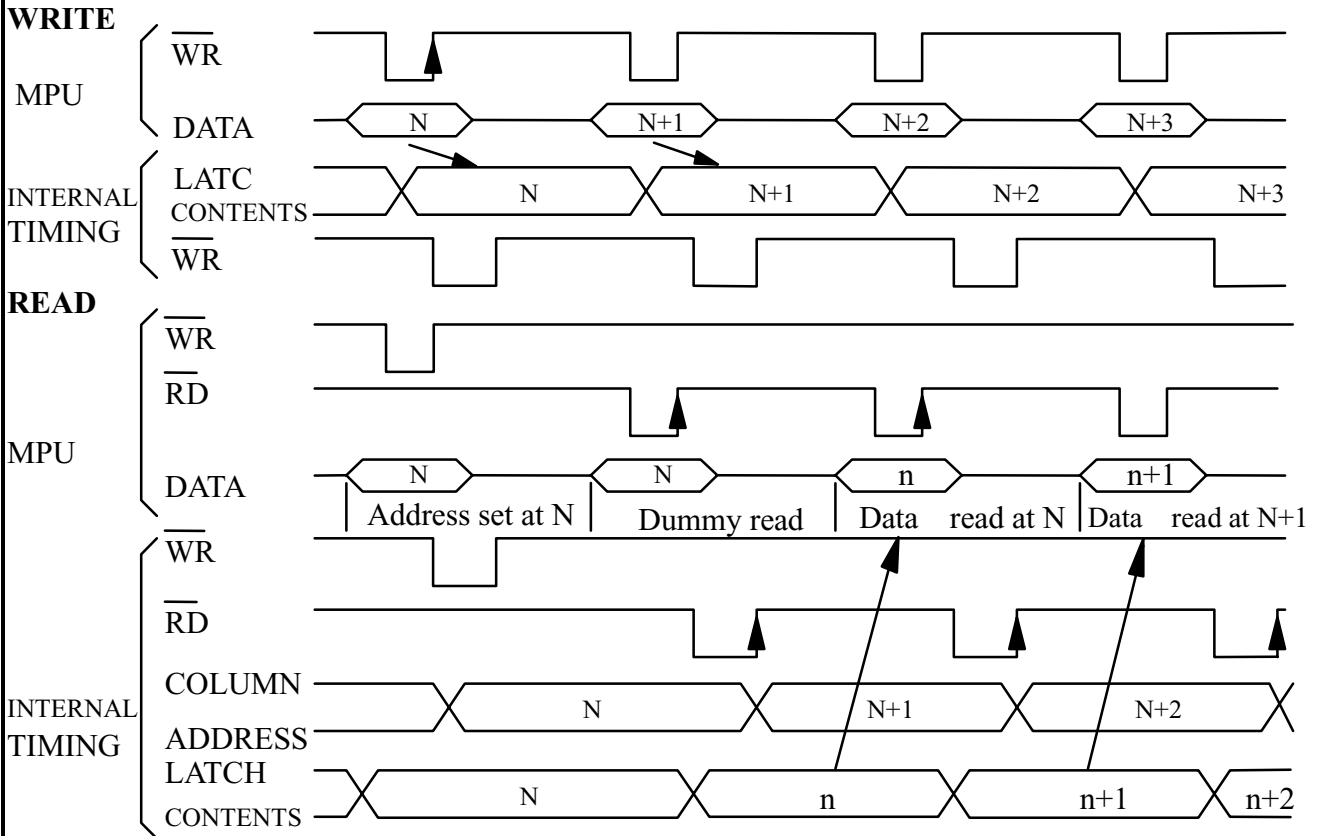 WRITE
WR
MPU
DATA N N+1 N+2 N+3
LATC
CONTENTS N N+1 N+2 N+3
INTERNAL
TIMING
WR
READ
WR
RD
MPU
DATA N N n n+1
Address set at N Dummy read Data read at N Data read at N+1
WR
RD
COLUMN
ADDRESS N N+1 N+2
INTERNAL
TIMING
LATCH
CONTENTS N n n+1 n+2